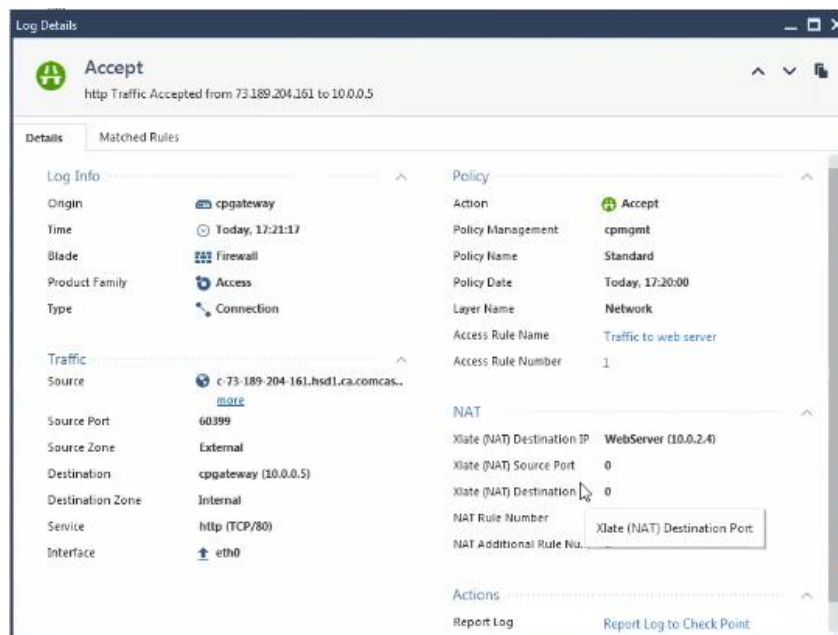 Log Details
Accept
http Traffic Accepted from 73.189.204.161 to 10.0.0.5
Details Matched Rules
Log Info
Origin cpgateway
Time Today, 17:21:17
Blade Firewall
Product Family Access
Type Connection
Traffic
Source c-73-189-204-161.hsd1.ca.comcas..
more
Source Port 60399
Source Zone External
Destination cpgateway (10.0.0.5)
Destination Zone Internal
Service http (TCP/80)
Interface eth0
Policy
Action Accept
Policy Management cpmgmt
Policy Name Standard
Policy Date Today, 17:20:00
Layer Name Network
Access Rule Name Traffic to web server
Access Rule Number 1
NAT
Xlate (NAT) Destination IP WebServer (10.0.2.4)
Xlate (NAT) Source Port 0
Xlate (NAT) Destination 0
NAT Rule Number
Xlate (NAT) Destination Port
NAT Additional Rule Nu...
Actions
Report Log Report Log to Check Point